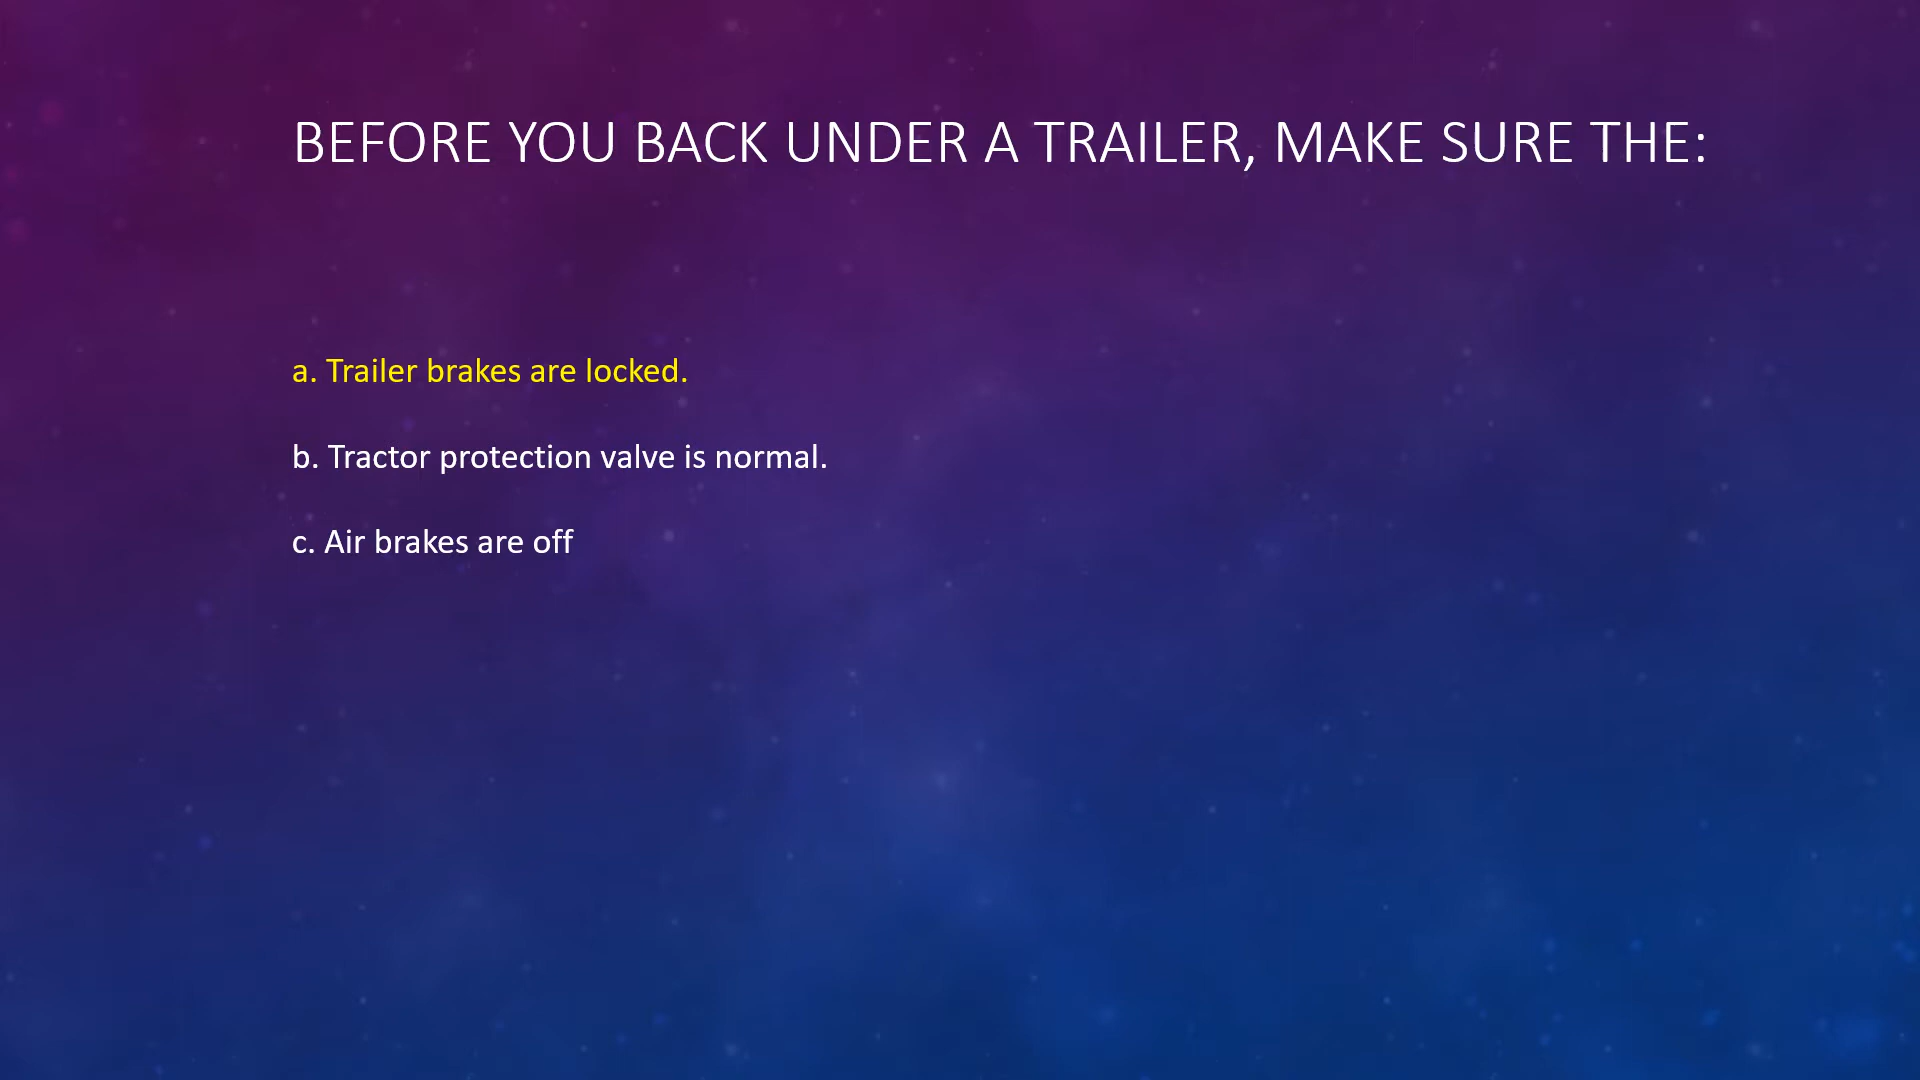 BEFORE YOU BACK UNDER A TRAILER, MAKE SURE THE:
a. Trailer brakes are locked.
b. Tractor protection valve is normal.
c. Air brakes are off